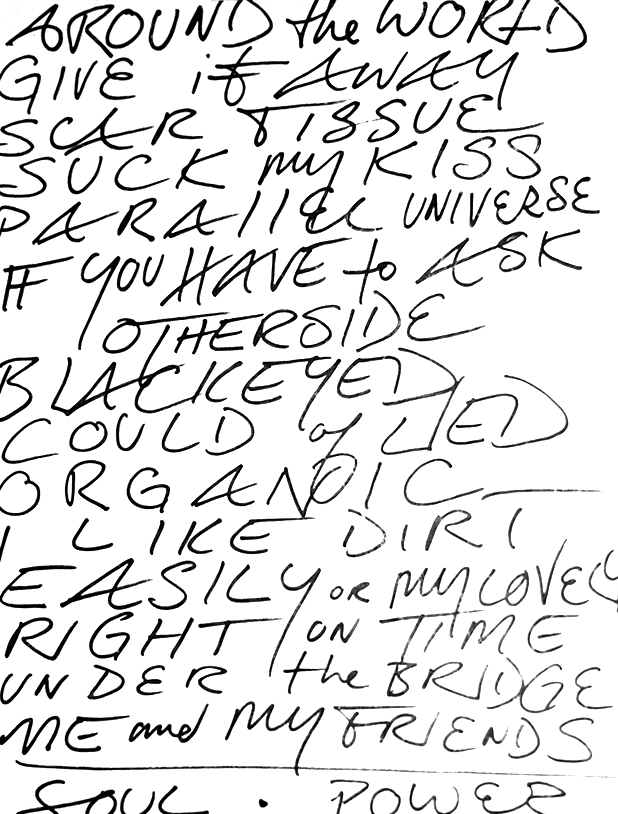 AROUND the WORLD
GIVE it AWAY
SCAR TISSUE
SUCK my KISS
PARAllEL UNIVERSE
IF YOU HAVE to ASK
OTHERSIDE
BLACKEYED
COULD of LIED
ORGANOIC
I LIKE DIRT
EASILY OR MY LOVELY
RIGHT ON TIME
UNDER the BRIDGE
ME and MY FRIENDS
SOUL . POWER